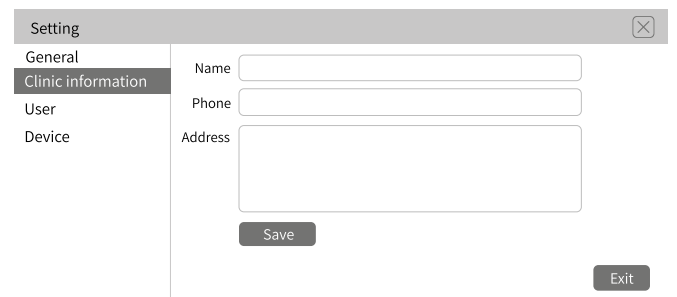 Setting
General
Clinic information
User
Device
Name
Phone
Address
Save
Exit